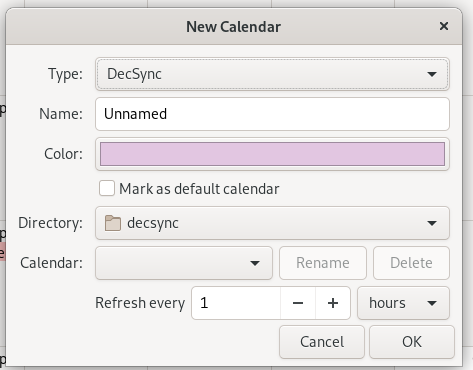 New Calendar
Type: DecSync
Name: Unnamed
Color:
Mark as default calendar
Directory: decsync
Calendar: Rename Delete
Refresh every 1 hours
Cancel OK